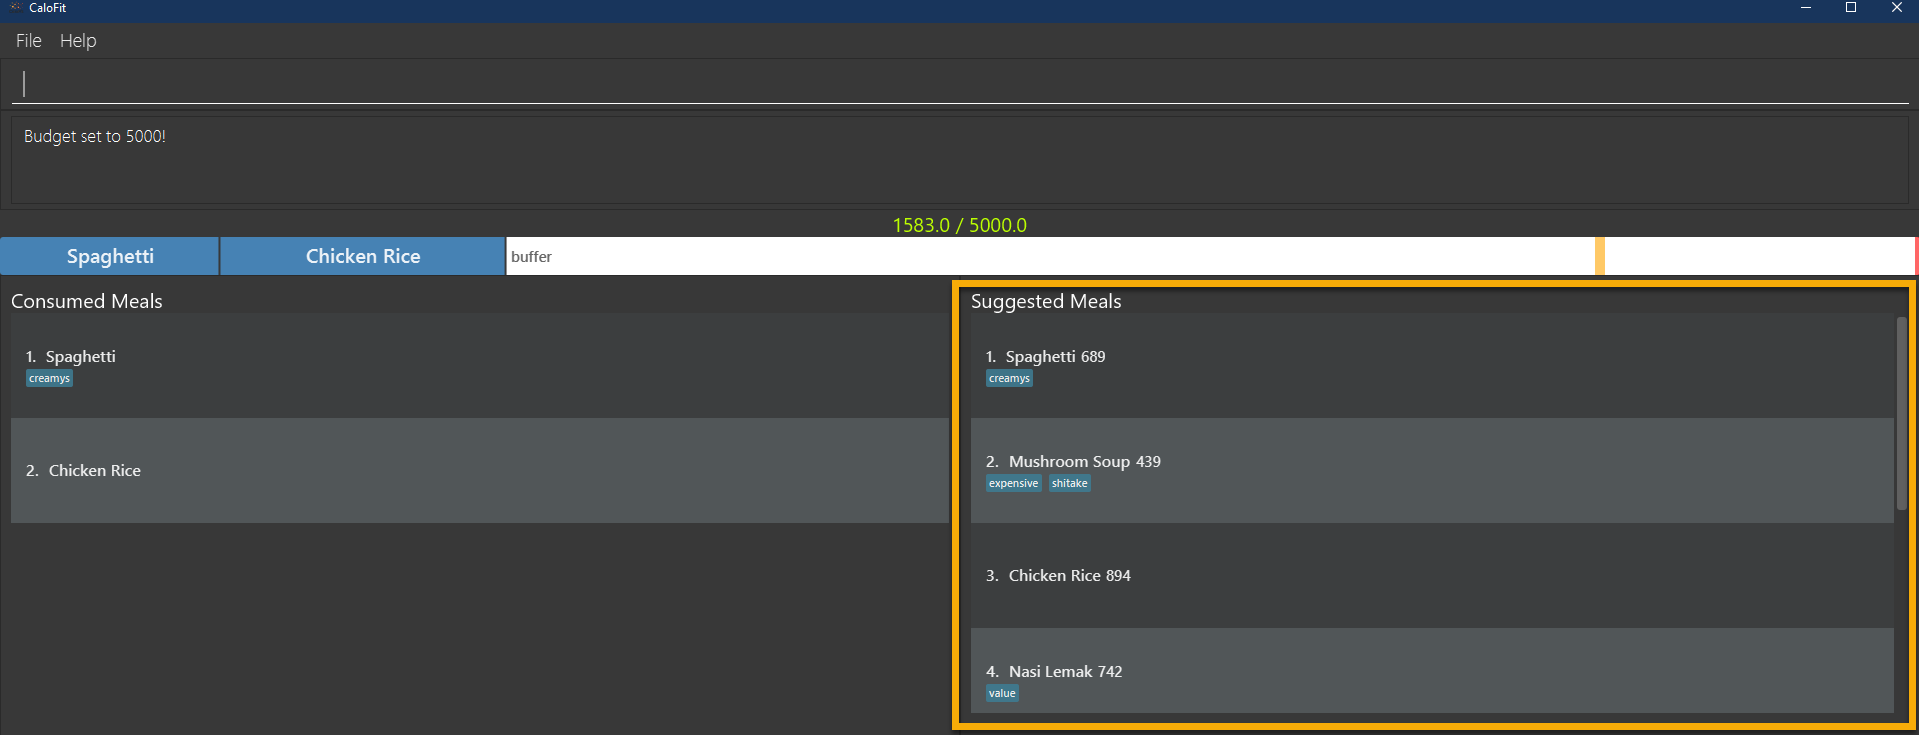 CaloFit
File Help
Budget set to 5000!
1583.0 / 5000.0
Spaghetti Chicken Rice buffer
Consumed Meals
1. Spaghetti
creamys
2. Chicken Rice
Suggested Meals
1. Spaghetti 689
creamys
2. Mushroom Soup 439
expensive shitake
3. Chicken Rice 894
4. Nasi Lemak 742
value